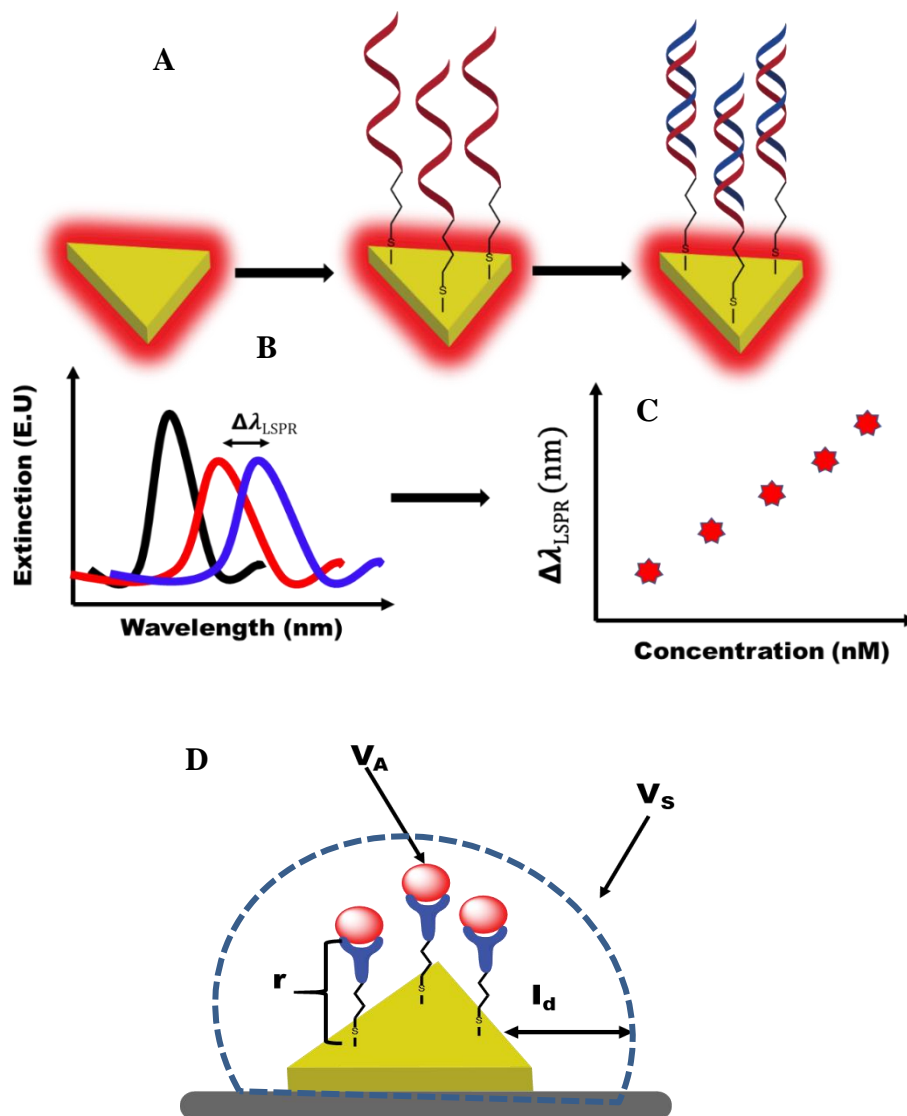 A
S
S
S
S
S
S
B
Extinction (E.U)
Δλ_LSPR
Wavelength (nm)
C
Δλ_LSPR (nm)
Concentration (nM)
D
V_A
V_s
r
l_d
S
S
S